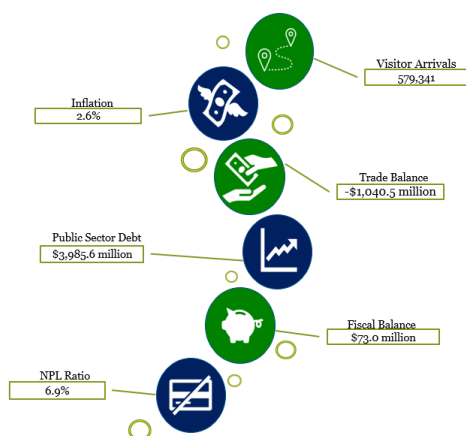 Visitor Arrivals
579,341
Inflation
2.6%
Trade Balance
-$1,040.5 million
Public Sector Debt
$3,985.6 million
Fiscal Balance
$73.0 million
NPL Ratio
6.9%